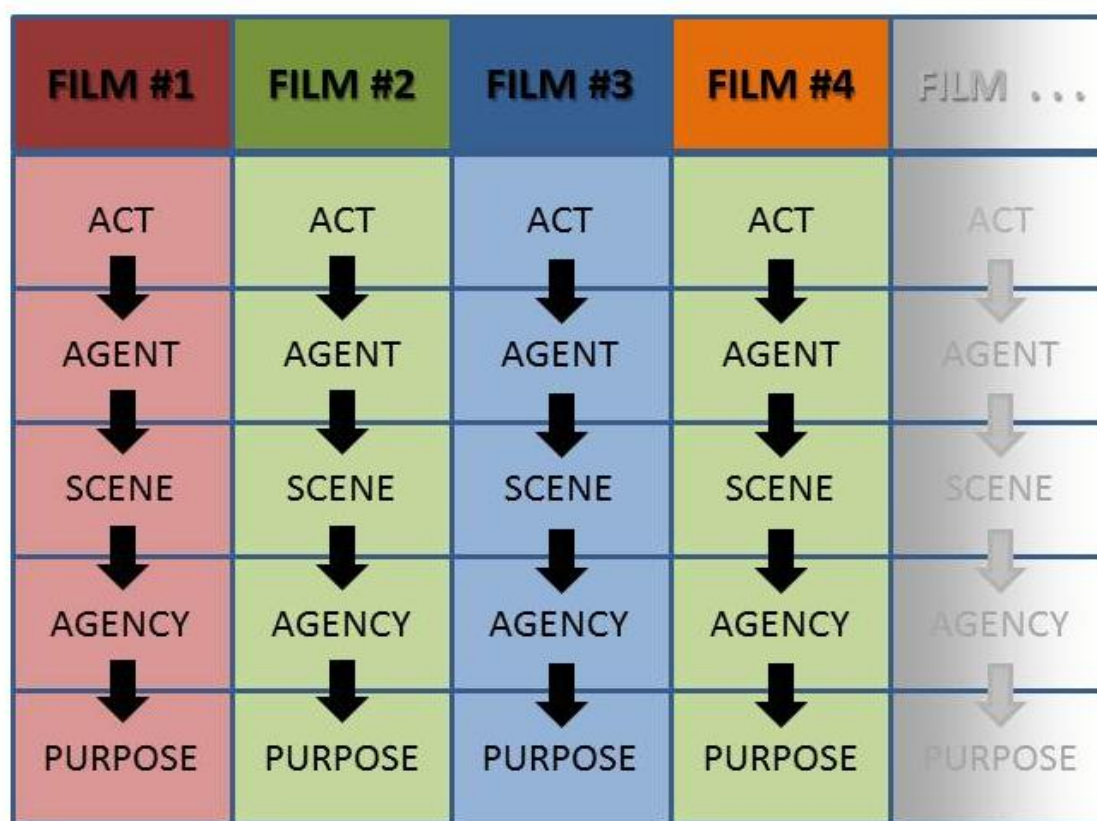 FILM #1 FILM #2 FILM #3 FILM #4 FILM ...
ACT ACT ACT ACT ACT
AGENT AGENT AGENT AGENT AGENT
SCENE SCENE SCENE SCENE SCENE
AGENCY AGENCY AGENCY AGENCY AGENCY
PURPOSE PURPOSE PURPOSE PURPOSE PURPOSE